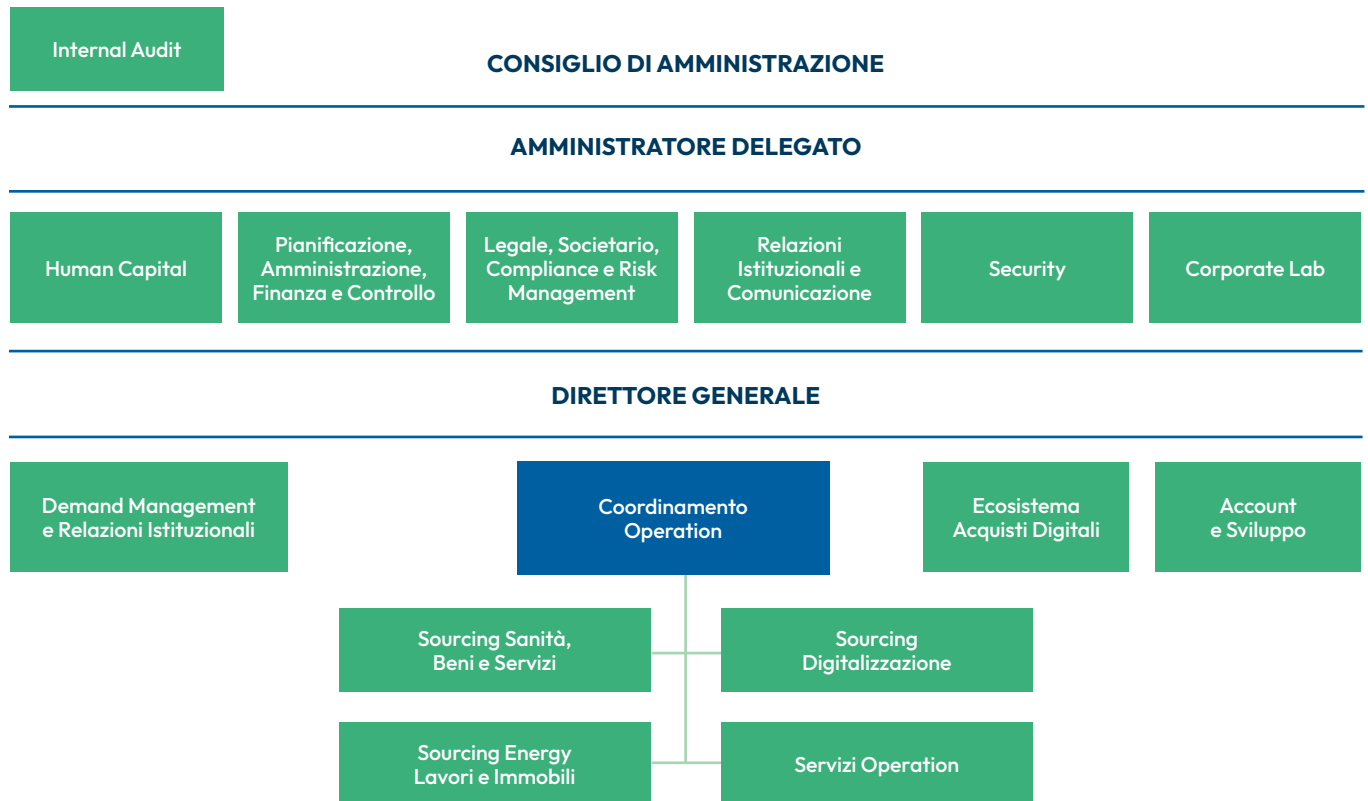 Internal Audit
CONSIGLIO DI AMMINISTRAZIONE
AMMINISTRATORE DELEGATO
Human Capital
Pianificazione,
Amministrazione,
Finanza e Controllo
Legale, Societario,
Compliance e Risk
Management
Relazioni
Istituzionali e
Comunicazione
Security
Corporate Lab
DIRETTORE GENERALE
Demand Management
e Relazioni Istituzionali
Coordinamento
Operation
Ecosistema
Acquisti Digitali
Account
e Sviluppo
Sourcing Sanità,
Beni e Servizi
Sourcing
Digitalizzazione
Sourcing Energy
Lavori e Immobili
Servizi Operation